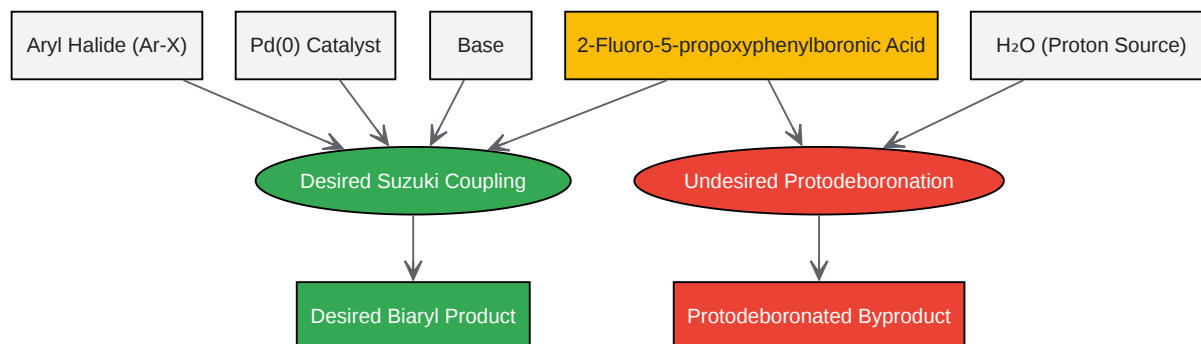 Aryl Halide (Ar-X)
Pd(0) Catalyst
Base
2-Fluoro-5-propoxyphenylboronic Acid
H₂O (Proton Source)
Desired Suzuki Coupling
Undesired Protodeboronation
Desired Biaryl Product
Protodeboronated Byproduct